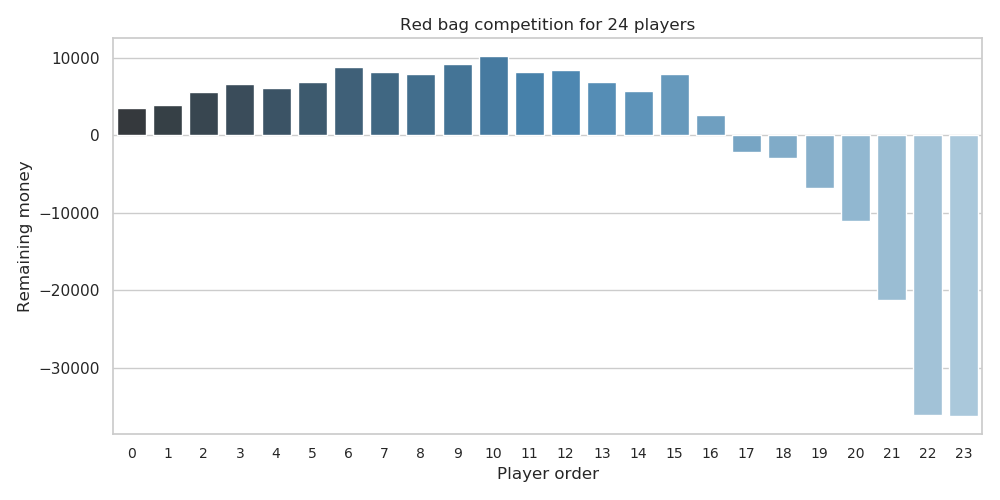 Red bag competition for 24 players
10000
0
−10000
−20000
−30000
Remaining money
0 1 2 3 4 5 6 7 8 9 10 11 12 13 14 15 16 17 18 19 20 21 22 23
Player order